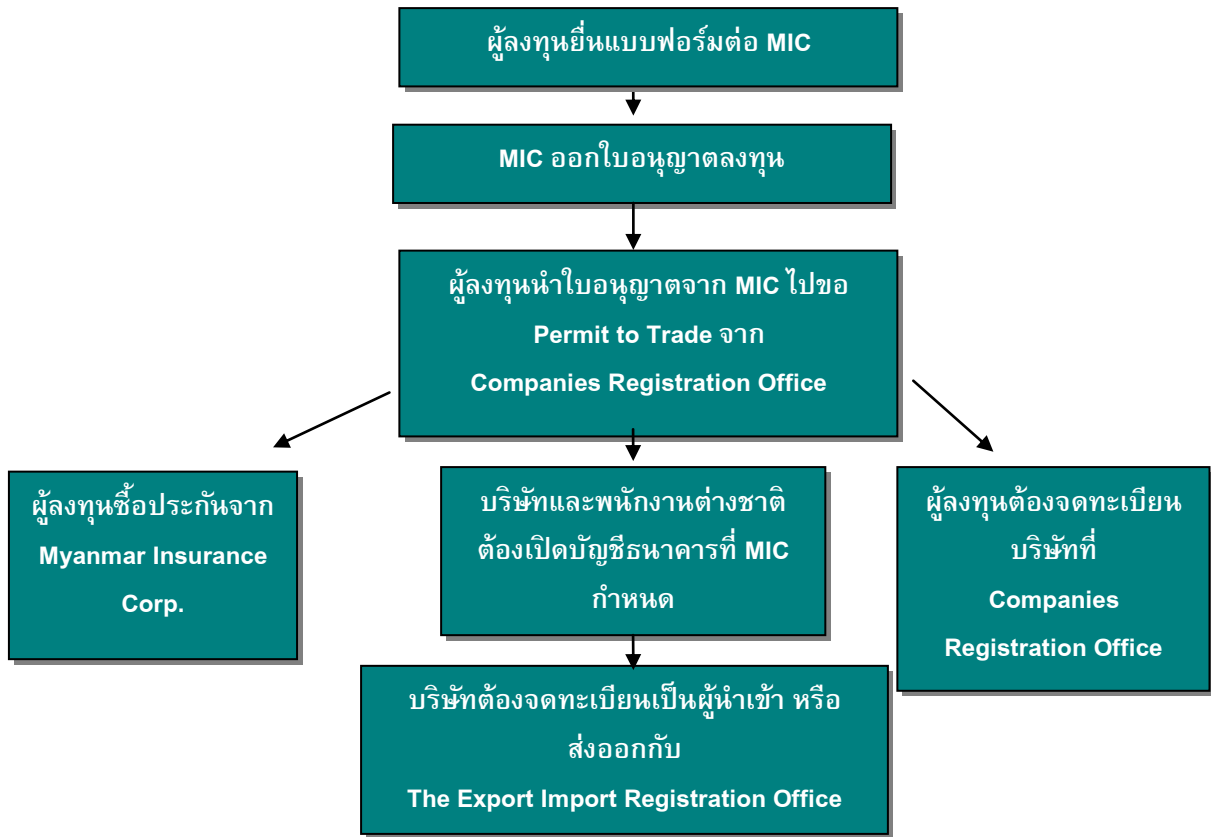 ผู้ลงทุนยื่นแบบฟอร์มต่อ MIC
MIC ออกใบอนุญาตลงทุน
ผู้ลงทุนนำใบอนุญาตจาก MIC ไปขอ
Permit to Trade จาก
Companies Registration Office
ผู้ลงทุนซื้อประกันจาก
Myanmar Insurance
Corp.
บริษัทและพนักงานต่างชาติ
ต้องเปิดบัญชีธนาคารที่ MIC
กำหนด
ผู้ลงทุนต้องจดทะเบียน
บริษัทที่
Companies
Registration Office
บริษัทต้องจดทะเบียนเป็นผู้นำเข้า หรือ
ส่งออกกับ
The Export Import Registration Office